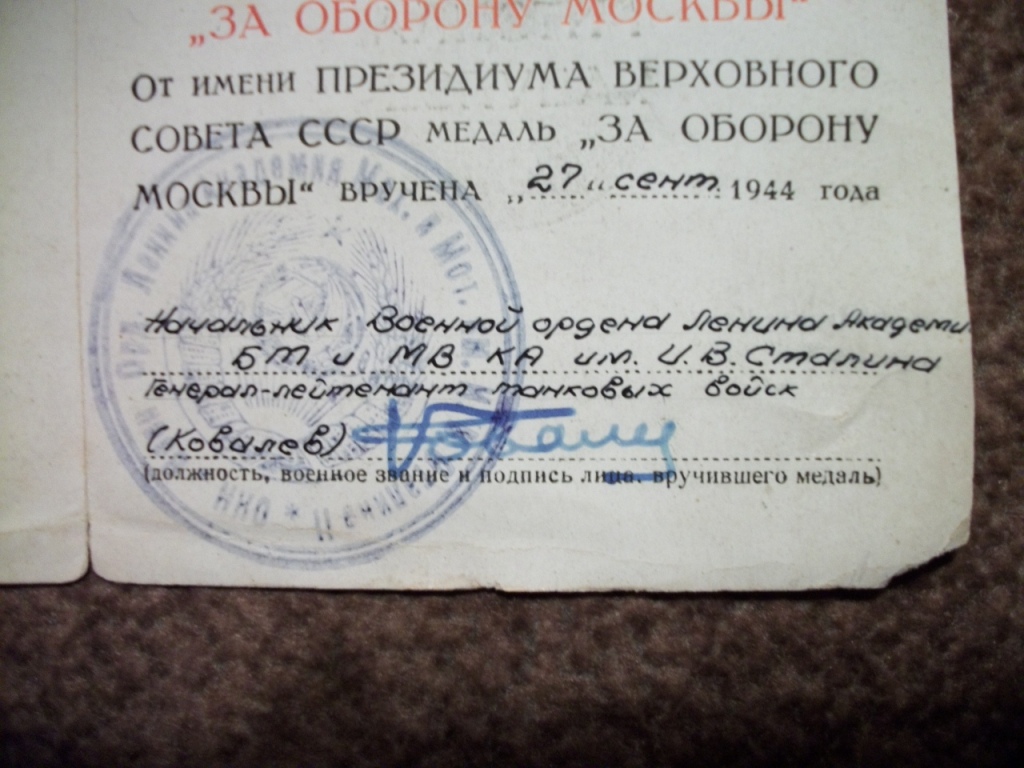 „ЗА ОБОРОНУ МОСКВЫ“
От имени ПРЕЗИДИУМА ВЕРХОВНОГО
СОВЕТА СССР медаль „ЗА ОБОРОНУ
МОСКВЫ“ вручена „27“ сент. 1944 года
Начальник Военной ордена Ленина Академи
БТ и МВ КА им. И.В.Сталина
Генерал-лейтенант танковых войск
(Ковалев)
(должность, военное звание и подпись лица, вручившего медаль)